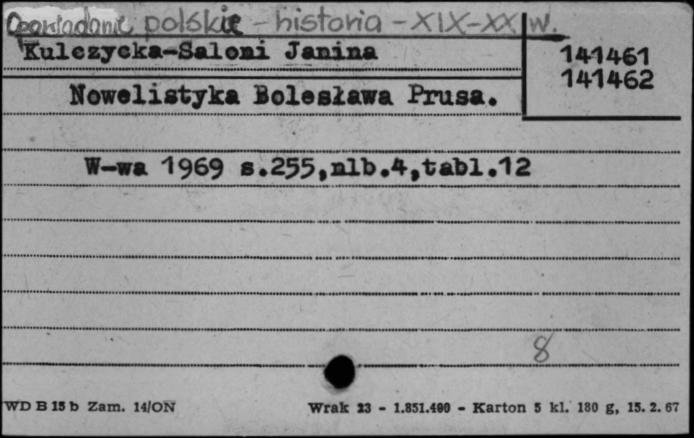 Opowiadanie polskie - historia - XIX-XX w.
Kulczycka-Saloni Janina
141461
141462
Nowelistyka Bolesława Prusa.
W-wa 1969 s.255,nlb.4,tabl.12
8
WD B 15 b Zam. 14/ON
Wrak 23 - 1.851.400 - Karton 5 kl. 180 g, 15. 2. 67